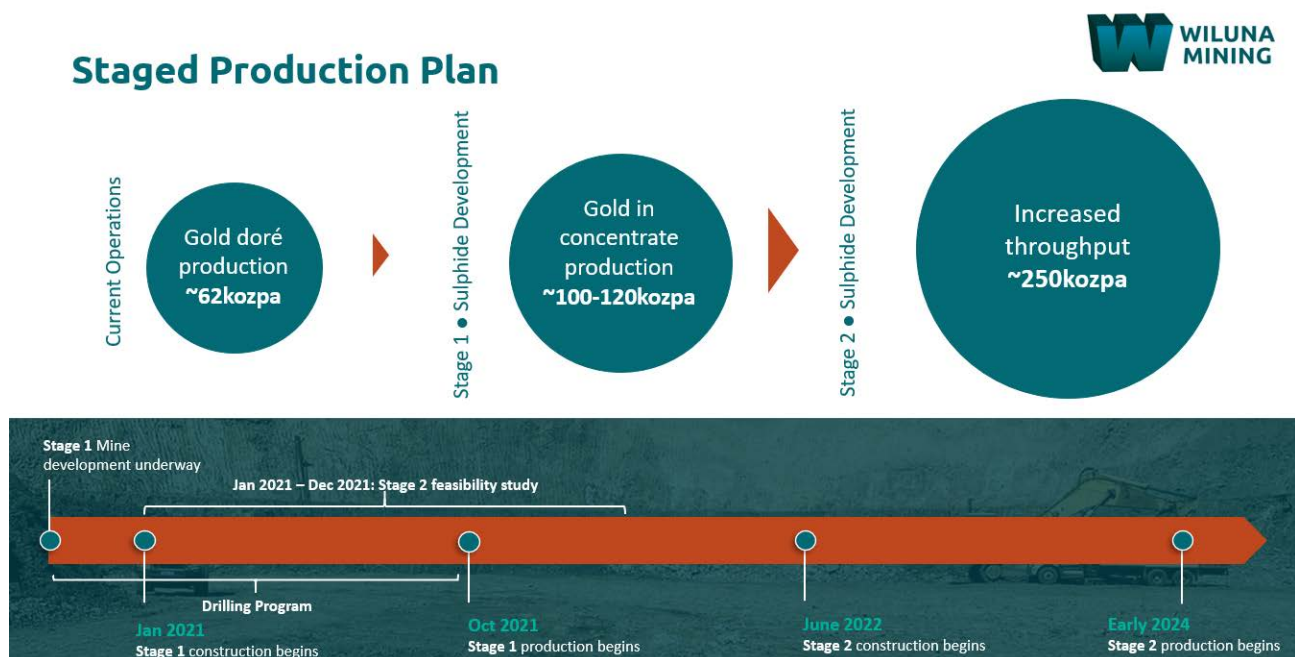 WILUNA
MINING
Staged Production Plan
Current Operations
Gold doré
production
~62kozpa
Stage 1 ● Sulphide Development
Gold in
concentrate
production
~100-120kozpa
Stage 2 ● Sulphide Development
Increased
throughput
~250kozpa
Stage 1 Mine
development underway
Jan 2021 – Dec 2021: Stage 2 feasibility study
Drilling Program
Jan 2021
Stage 1 construction begins
Oct 2021
Stage 1 production begins
June 2022
Stage 2 construction begins
Early 2024
Stage 2 production begins